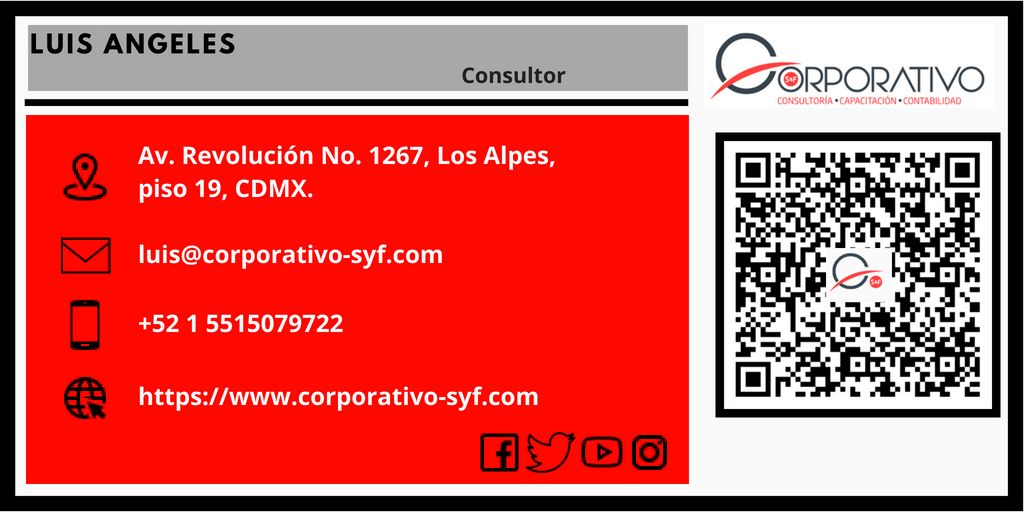 LUIS ANGELES
Consultor
Av. Revolución No. 1267, Los Alpes,
piso 19, CDMX.
luis@corporativo-syf.com
+52 1 5515079722
https://www.corporativo-syf.com
CORPORATIVO
S&F
CONSULTORÍA • CAPACITACIÓN • CONTABILIDAD
S&F